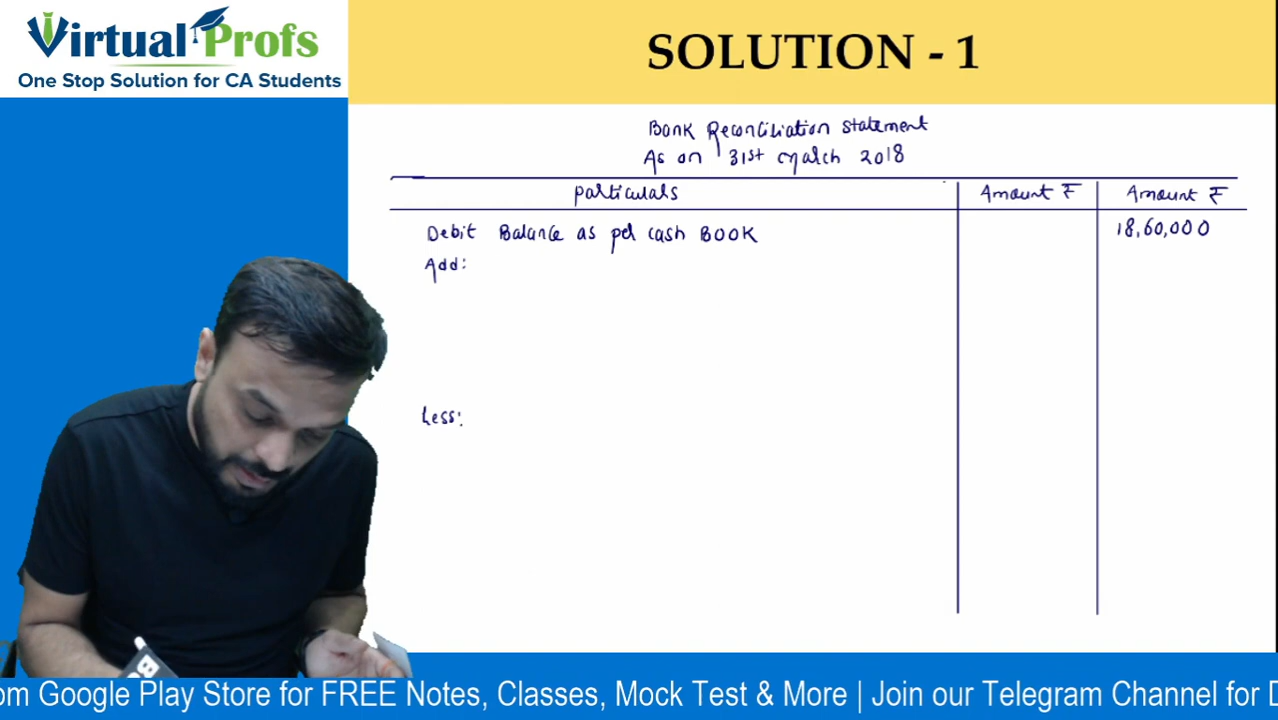 Virtual Profs
One Stop Solution for CA Students
SOLUTION - 1
Bank Reconciliation Statement
As on 31st March 2018
Particulars Amount ₹ Amount ₹
Debit Balance as per cash BOOK 18,60,000
Add:
Less:
om Google Play Store for FREE Notes, Classes, Mock Test & More | Join our Telegram Channel for D